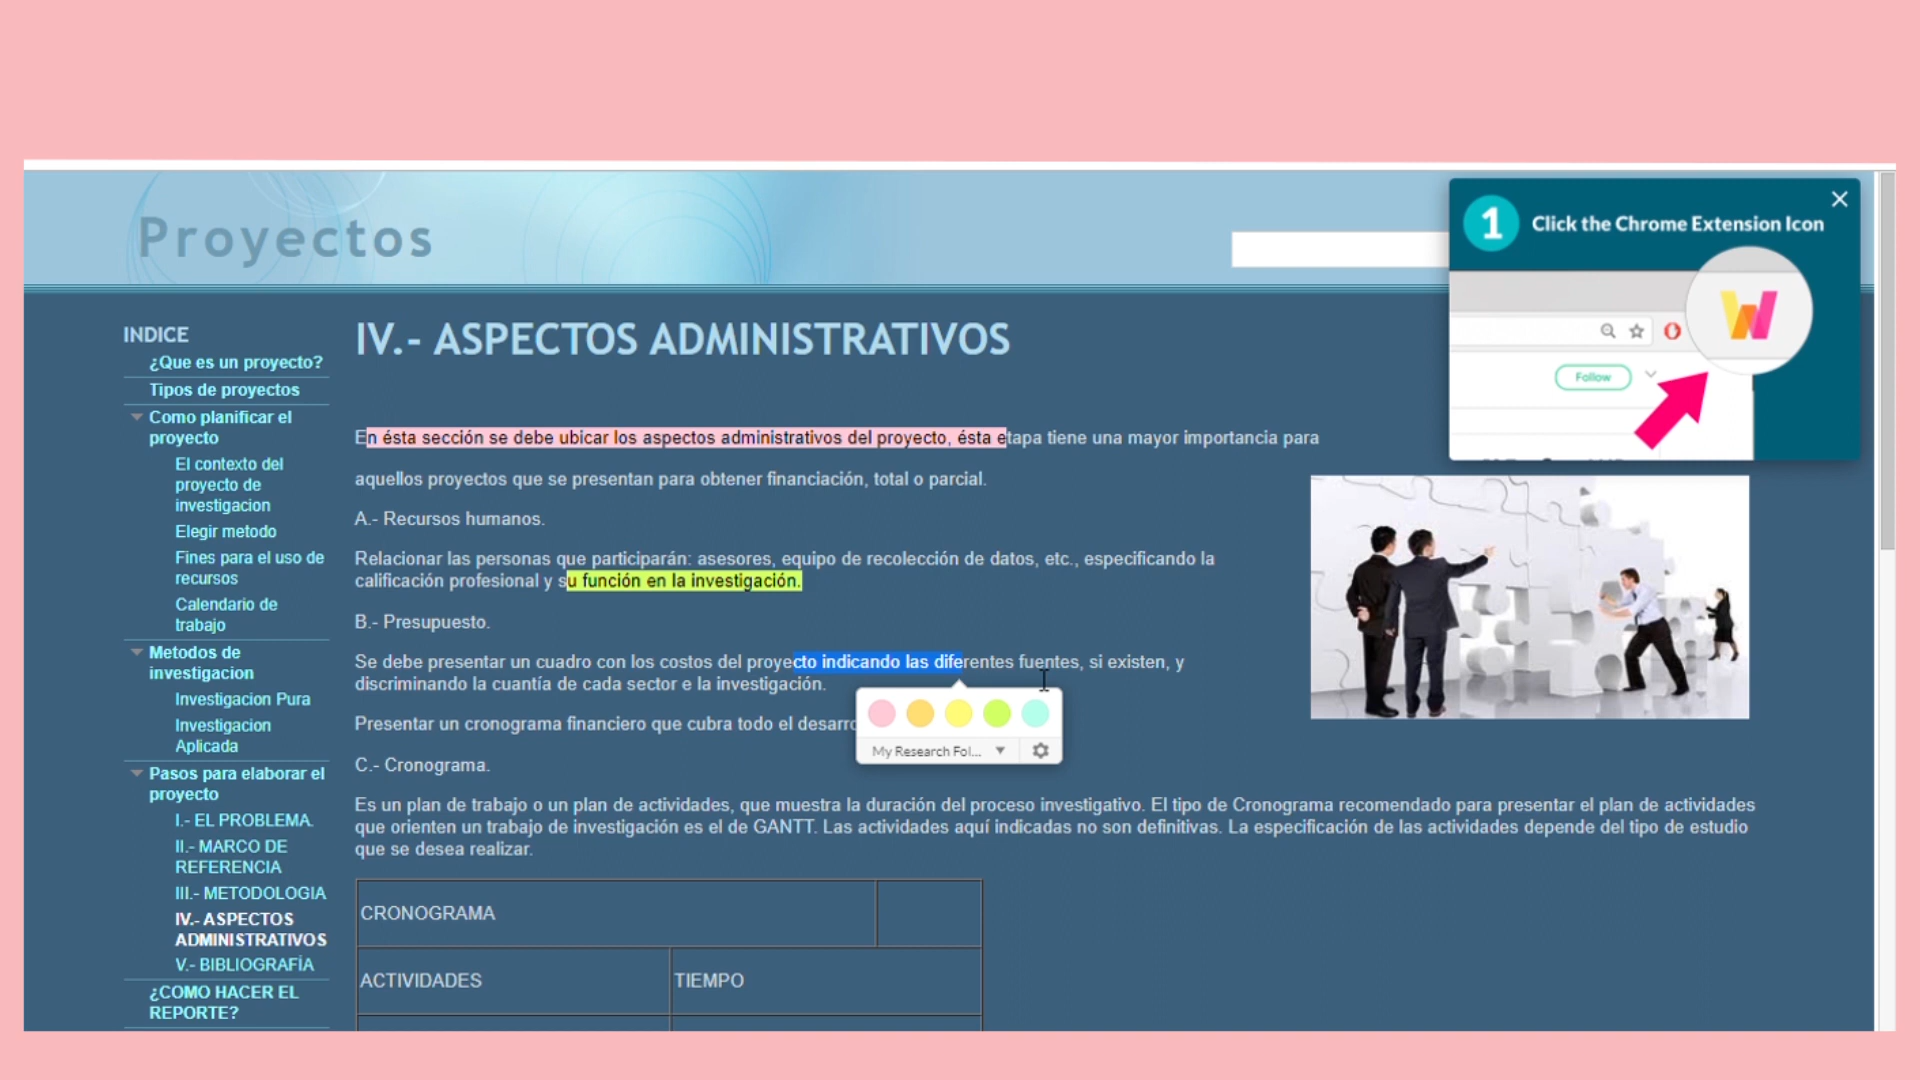 Proyectos
1 Click the Chrome Extension Icon
Follow
INDICE
¿Que es un proyecto?
Tipos de proyectos
Como planificar el
proyecto
El contexto del
proyecto de
investigacion
Elegir metodo
Fines para el uso de
recursos
Calendario de
trabajo
Metodos de
investigacion
Investigacion Pura
Investigacion
Aplicada
Pasos para elaborar el
proyecto
I.- EL PROBLEMA.
II.- MARCO DE
REFERENCIA
III.- METODOLOGIA
IV.- ASPECTOS
ADMINISTRATIVOS
V.- BIBLIOGRAFÍA
¿COMO HACER EL
REPORTE?
IV.- ASPECTOS ADMINISTRATIVOS
En ésta sección se debe ubicar los aspectos administrativos del proyecto, ésta etapa tiene una mayor importancia para
aquellos proyectos que se presentan para obtener financiación, total o parcial.
A.- Recursos humanos.
Relacionar las personas que participarán: asesores, equipo de recolección de datos, etc., especificando la
calificación profesional y su función en la investigación.
B.- Presupuesto.
Se debe presentar un cuadro con los costos del proyecto indicando las diferentes fuentes, si existen, y
discriminando la cuantía de cada sector e la investigación.
Presentar un cronograma financiero que cubra todo el desarro
My Research Fol...
C.- Cronograma.
Es un plan de trabajo o un plan de actividades, que muestra la duración del proceso investigativo. El tipo de Cronograma recomendado para presentar el plan de actividades
que orienten un trabajo de investigación es el de GANTT. Las actividades aquí indicadas no son definitivas. La especificación de las actividades depende del tipo de estudio
que se desea realizar.
CRONOGRAMA
ACTIVIDADES TIEMPO